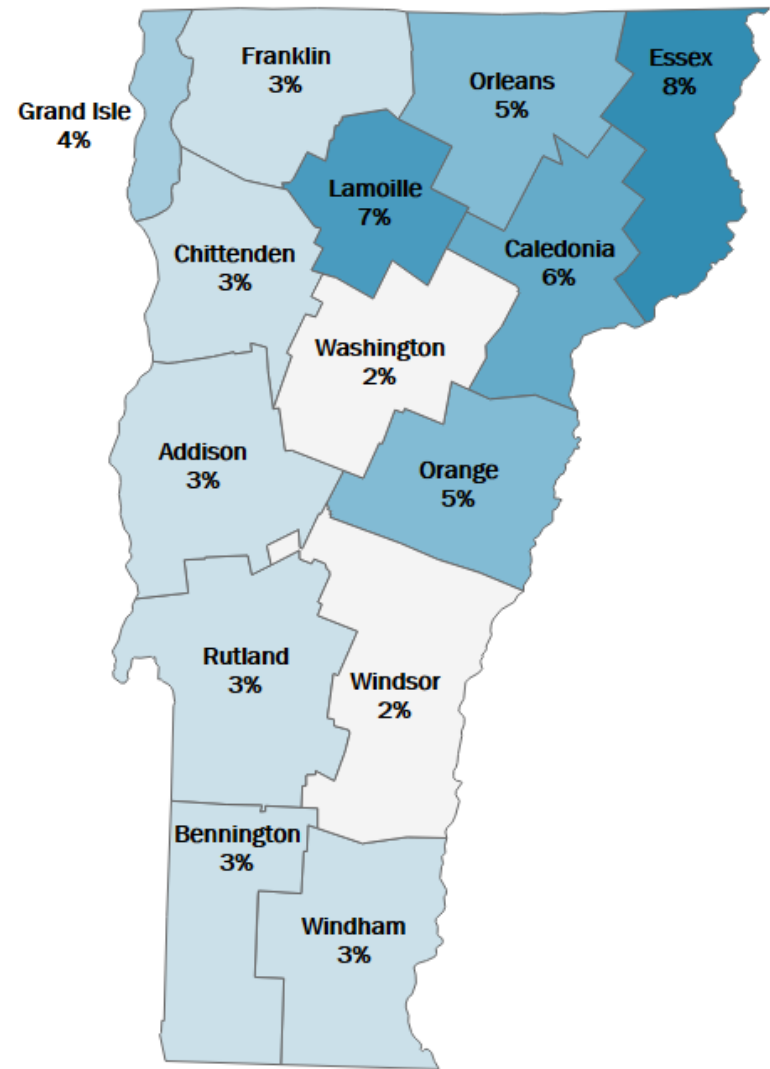 Franklin
3%
Orleans
5%
Essex
8%
Grand Isle
4%
Lamoille
7%
Chittenden
3%
Caledonia
6%
Washington
2%
Addison
3%
Orange
5%
Rutland
3%
Windsor
2%
Bennington
3%
Windham
3%